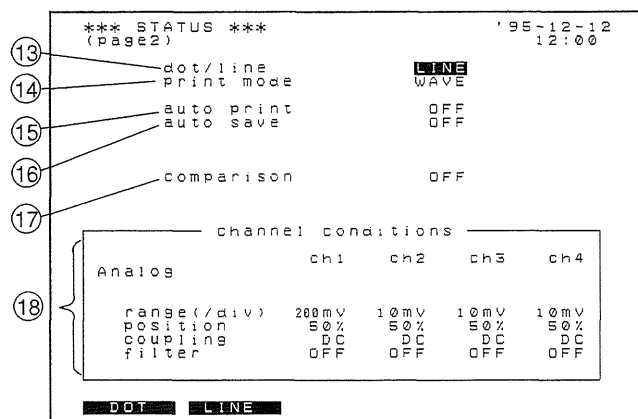 *** STATUS *** '95-12-12
(page2) 12:00
⑬ dot/line LINE
⑭ print mode WAVE
⑮ auto print OFF
⑯ auto save OFF
⑰ comparison OFF
channel conditions
ch1 ch2 ch3 ch4
Analog
⑱
range(/div) 200mV 10mV 10mV 10mV
position 50% 50% 50% 50%
coupling DC DC DC DC
filter OFF OFF OFF OFF
DOT LINE